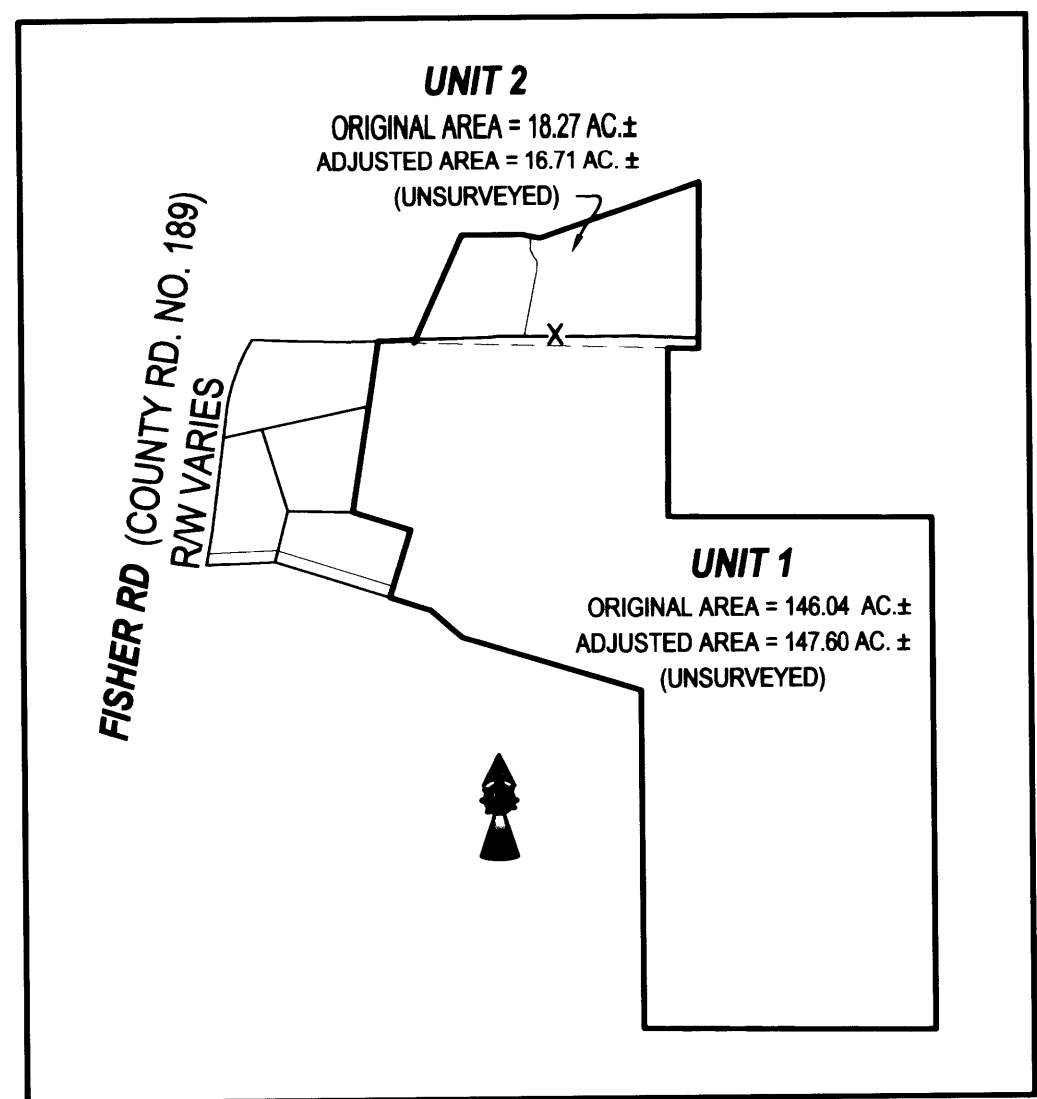 UNIT 2
ORIGINAL AREA = 18.27 AC.±
ADJUSTED AREA = 16.71 AC. ±
(UNSURVEYED)
FISHER RD (COUNTY RD. NO. 189)
R/W VARIES
X
UNIT 1
ORIGINAL AREA = 146.04 AC.±
ADJUSTED AREA = 147.60 AC. ±
(UNSURVEYED)